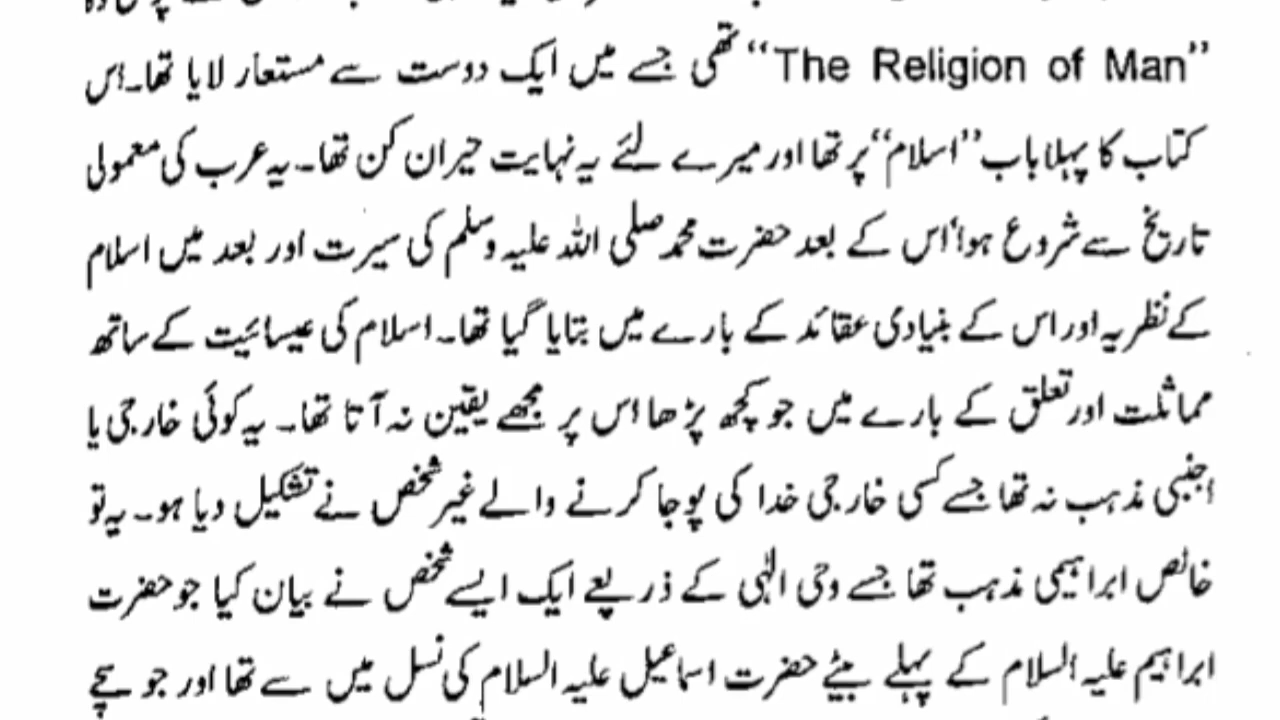 ”The Religion of Man“ تھی جسے میں ایک دوست سے مستعار لایا تھا۔ اس
کتاب کا پہلا باب ”اسلام“ پر تھا اور میرے لئے یہ نہایت حیران کن تھا۔ یہ عرب کی معمولی
تاریخ سے شروع ہوا‘ اس کے بعد حضرت محمد صلی اللہ علیہ وسلم کی سیرت اور بعد میں اسلام
کے نظریہ اور اس کے بنیادی عقائد کے بارے میں بتایا گیا تھا۔ اسلام کی عیسائیت کے ساتھ
مماثلت اور تعلق کے بارے میں جو کچھ پڑھا اس پر مجھے یقین نہ آتا تھا۔ یہ کوئی خارجی یا
اجنبی مذہب نہ تھا جسے کسی خارجی خدا کی پوجا کرنے والے غیر شخص نے تشکیل دیا ہو۔ یہ تو
خالص ابراہیمی مذہب تھا جسے وحی الٰہی کے ذریعے ایک ایسے شخص نے بیان کیا جو حضرت
ابراہیم علیہ السلام کے پہلے بیٹے حضرت اسماعیل علیہ السلام کی نسل میں سے تھا اور جو سچے